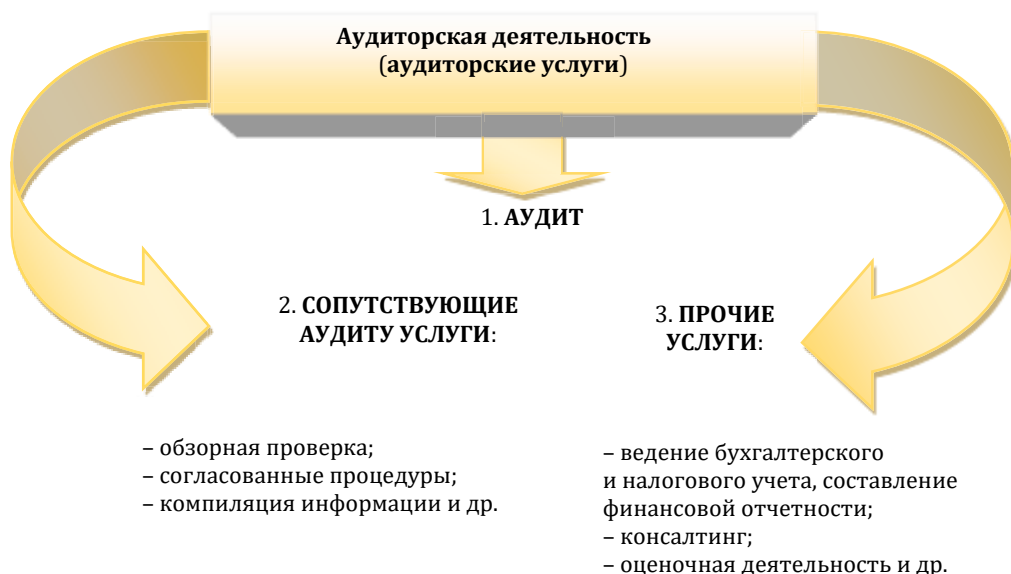 Аудиторская деятельность
(аудиторские услуги)
1. АУДИТ
2. СОПУТСТВУЮЩИЕ
АУДИТУ УСЛУГИ:
3. ПРОЧИЕ
УСЛУГИ:
– обзорная проверка;
– согласованные процедуры;
– компиляция информации и др.
– ведение бухгалтерского
и налогового учета, составление
финансовой отчетности;
– консалтинг;
– оценочная деятельность и др.